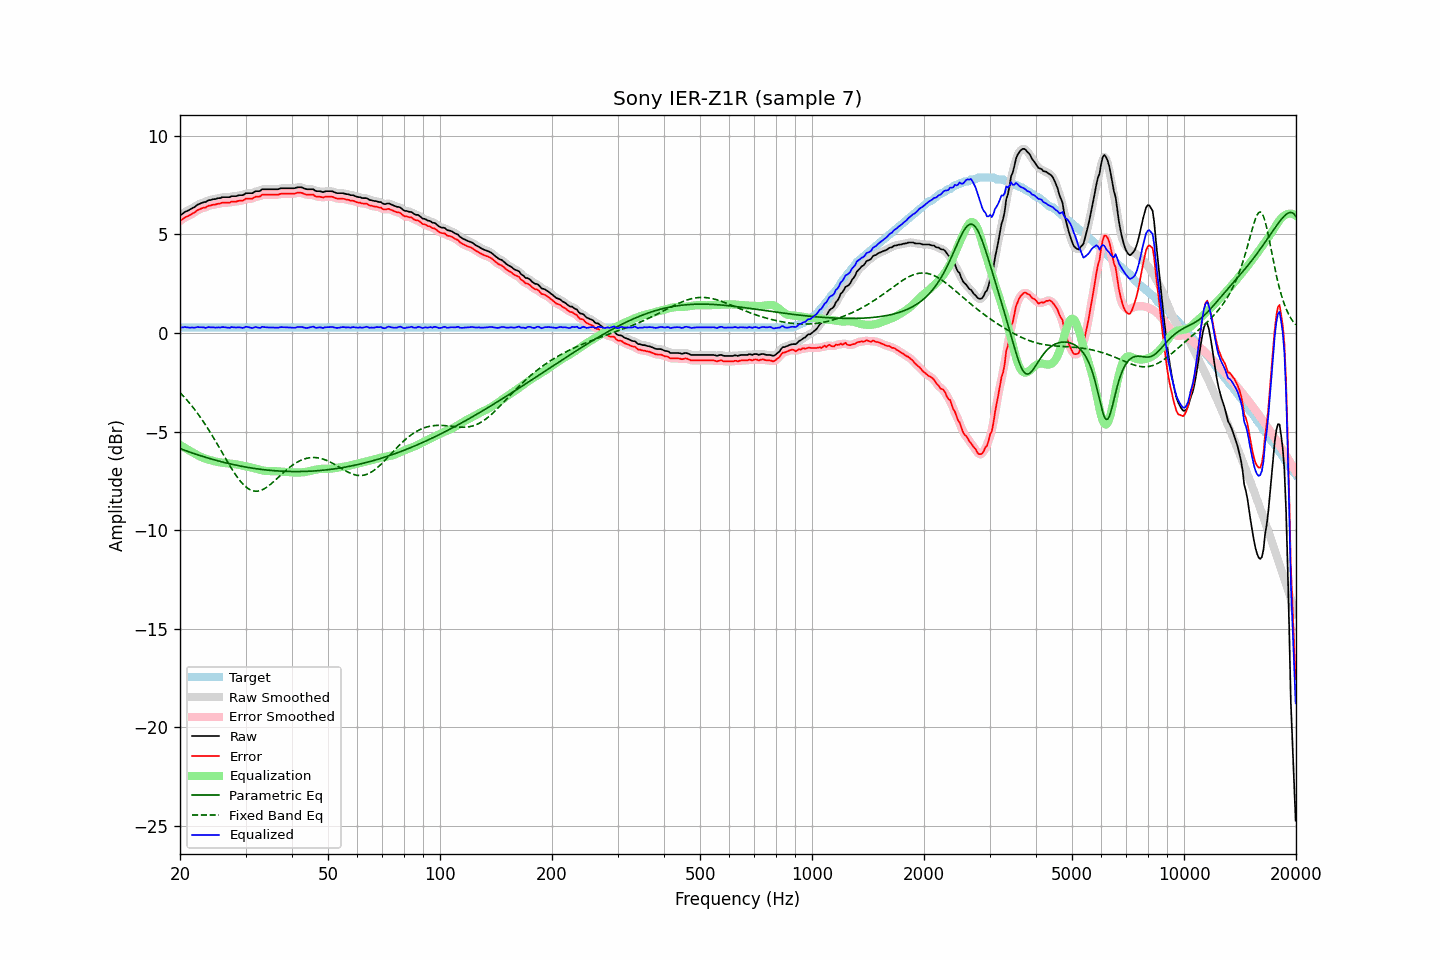 Sony IER-Z1R (sample 7)
10
5
0
−5
−10
−15
−20
−25
Amplitude (dBr)
Target
Raw Smoothed
Error Smoothed
Raw
Error
Equalization
Parametric Eq
Fixed Band Eq
Equalized
20 50 100 200 500 1000 2000 5000 10000 20000
Frequency (Hz)